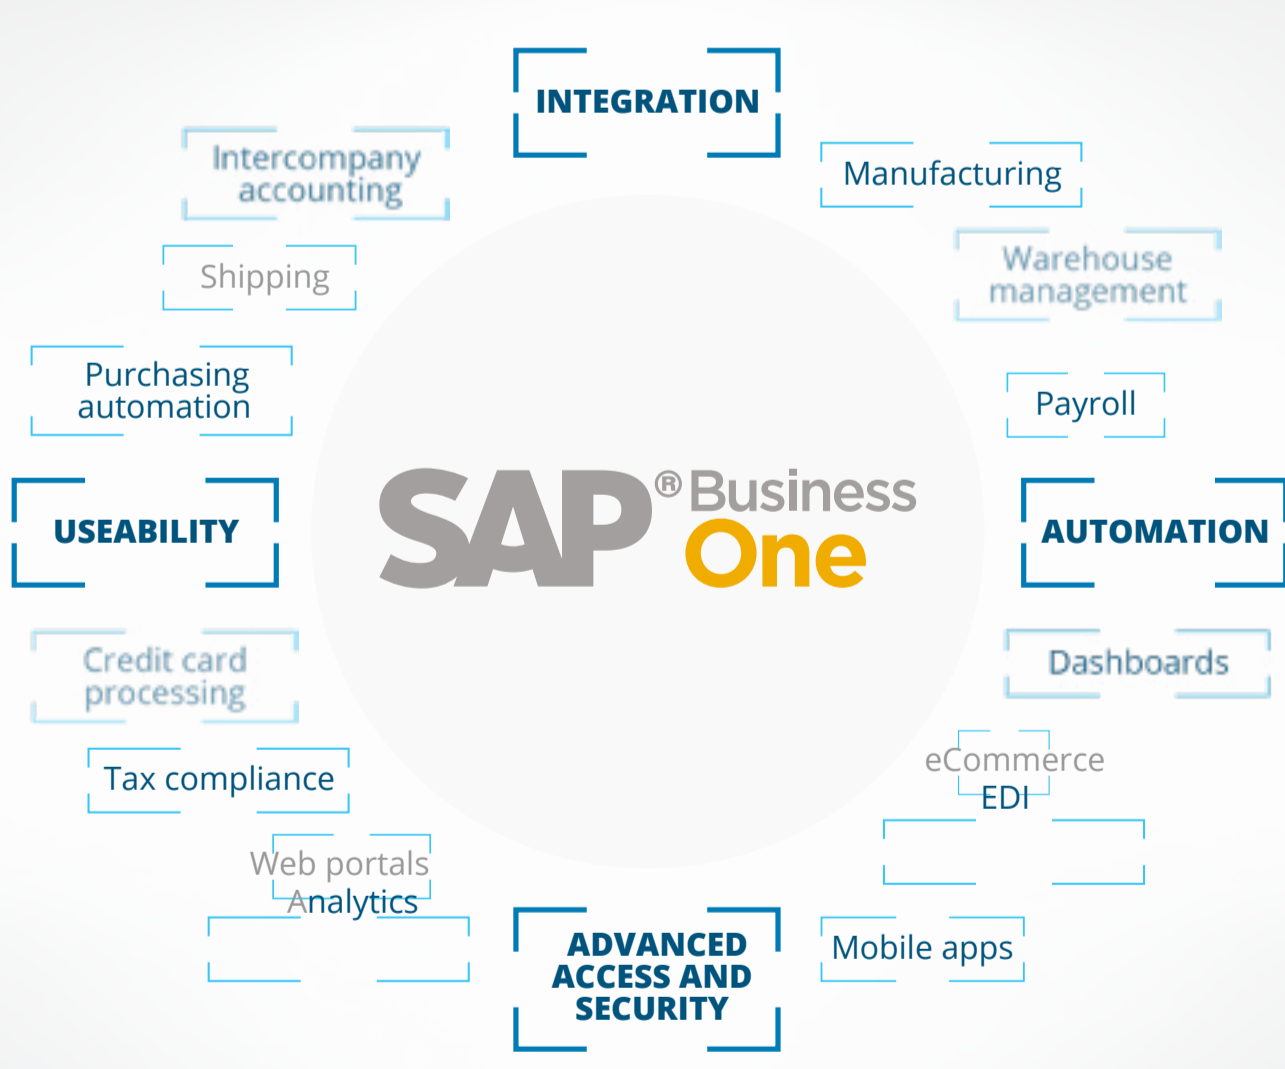 INTEGRATION
Intercompany
accounting
Manufacturing
Shipping
Warehouse
management
Purchasing
automation
Payroll
SAP® Business
One
USEABILITY
AUTOMATION
Credit card
processing
Dashboards
Tax compliance
eCommerce
EDI
Web portals
Analytics
ADVANCED
ACCESS AND
SECURITY
Mobile apps